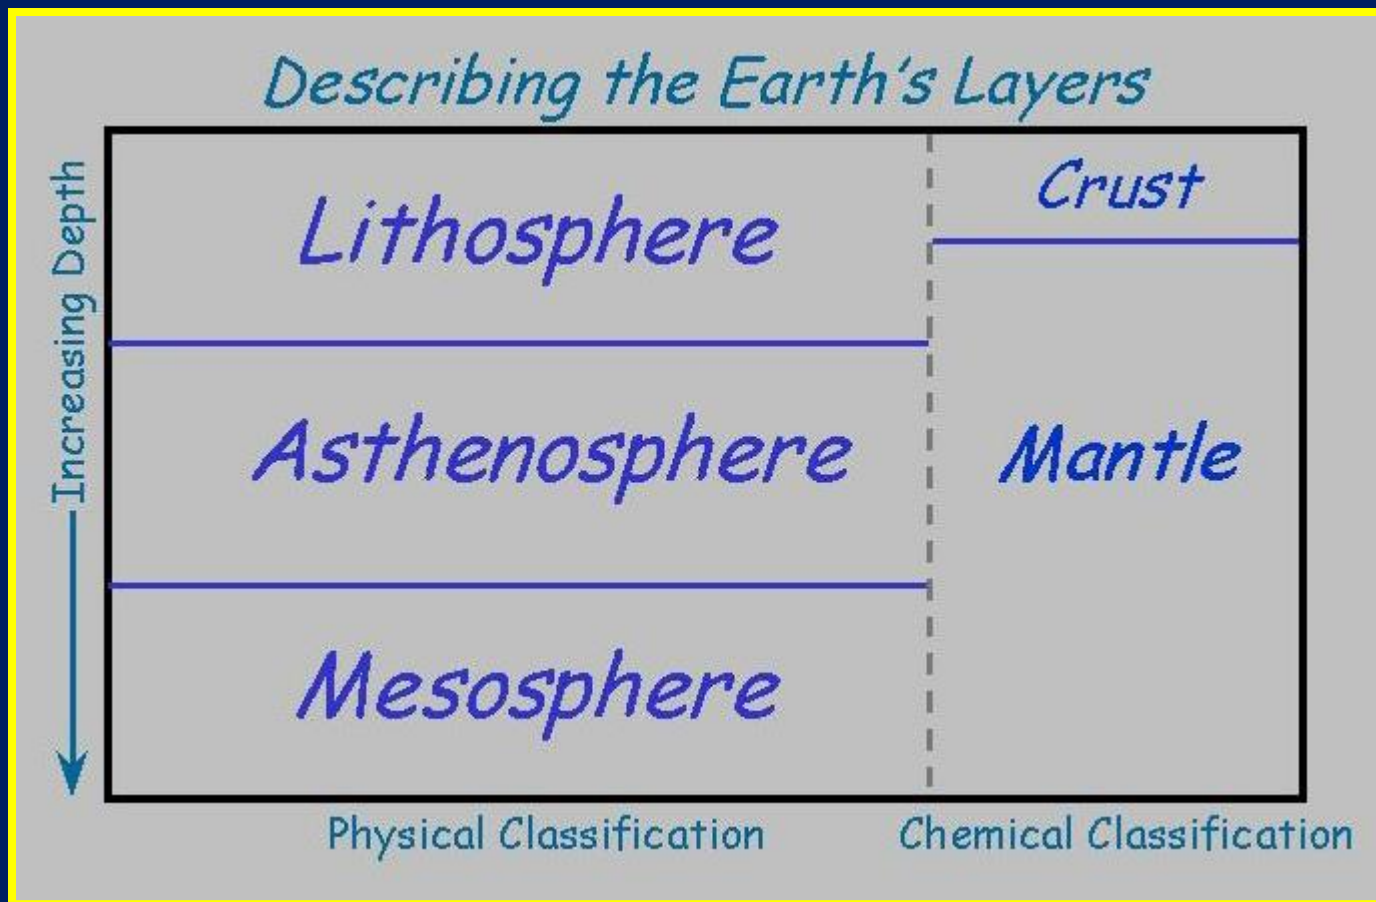 Describing the Earth's Layers
Increasing Depth
Lithosphere
Crust
Asthenosphere
Mantle
Mesosphere
Physical Classification
Chemical Classification